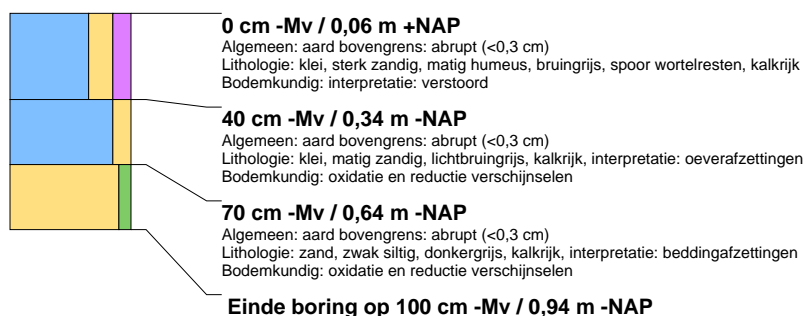 0 cm -Mv / 0,06 m +NAP
Algemeen: aard bovengrens: abrupt (<0,3 cm)
Lithologie: klei, sterk zandig, matig humeus, bruingrijs, spoor wortelresten, kalkrijk
Bodemkundig: interpretatie: verstoord
40 cm -Mv / 0,34 m -NAP
Algemeen: aard bovengrens: abrupt (<0,3 cm)
Lithologie: klei, matig zandig, lichtbruingrijs, kalkrijk, interpretatie: oeverafzettingen
Bodemkundig: oxidatie en reductie verschijnselen
70 cm -Mv / 0,64 m -NAP
Algemeen: aard bovengrens: abrupt (<0,3 cm)
Lithologie: zand, zwak siltig, donkergrijs, kalkrijk, interpretatie: beddingafzettingen
Bodemkundig: oxidatie en reductie verschijnselen
Einde boring op 100 cm -Mv / 0,94 m -NAP